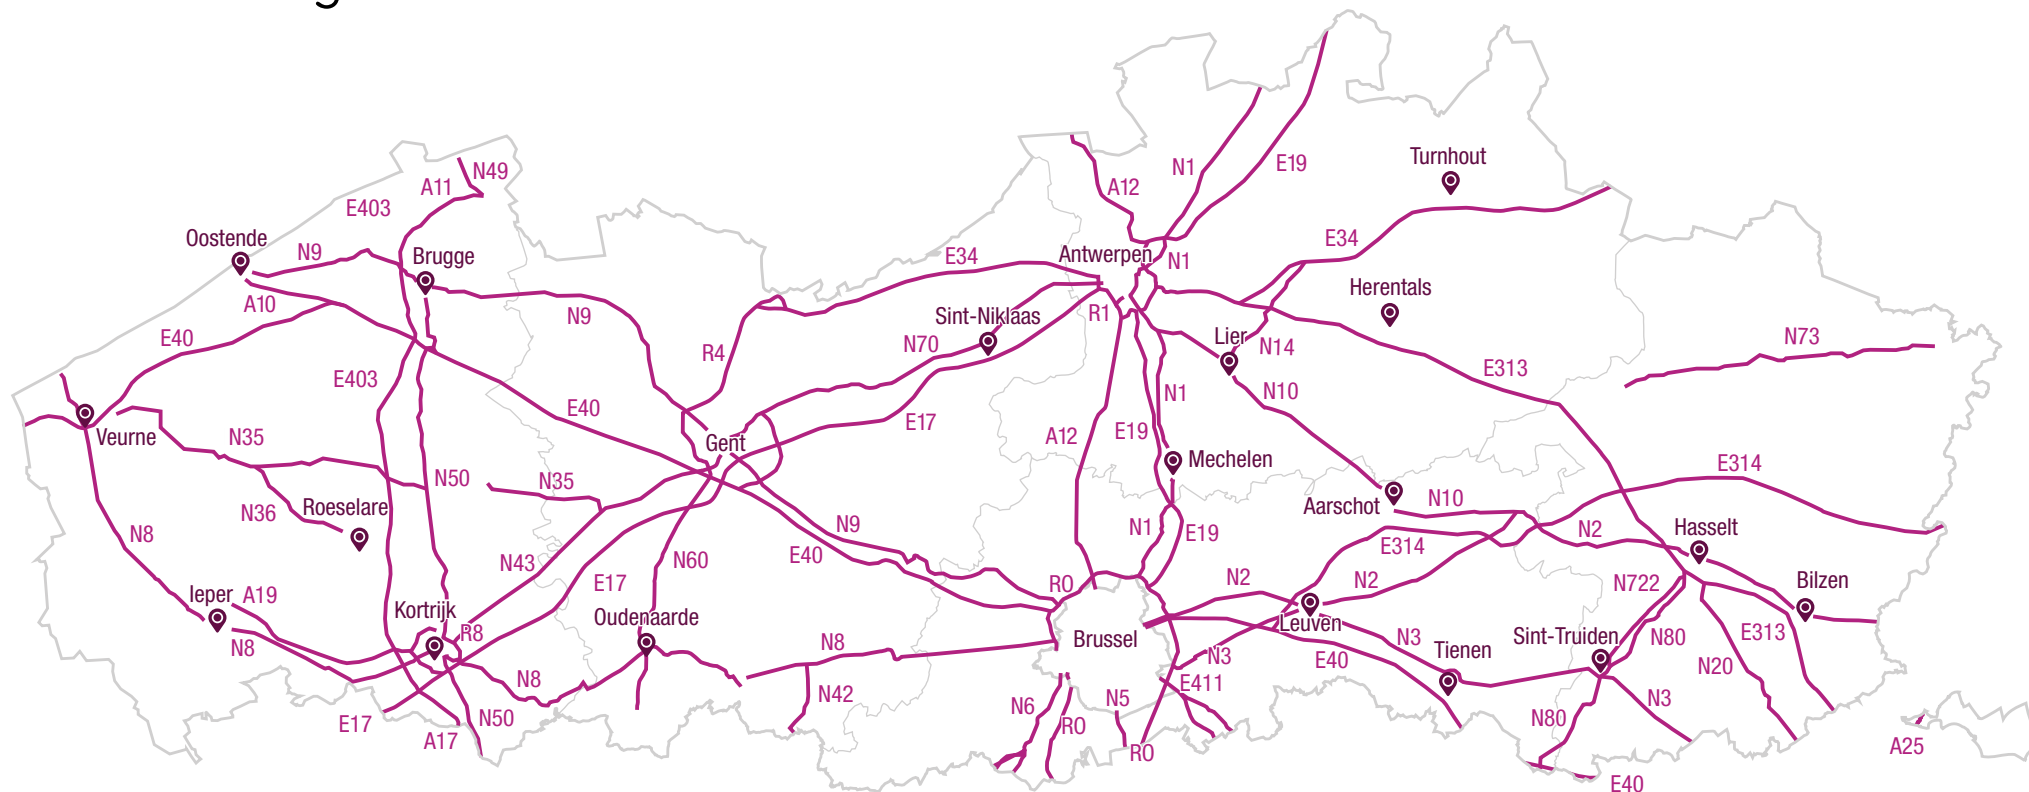 g
N49
A11
E403
Oostende
N9
Brugge
A10
E40
N9
E403
E40
Veurne
N35
N36
Roeselare
N50
N35
N8
Ieper
A19
N8
Kortrijk
R8
N43
E17
N60
Oudenaarde
N8
E17
A17
N50
N8
N42
R4
Gent
N70
Sint-Niklaas
E34
E17
N9
E40
A12
N1
E19
Antwerpen
N1
R1
Turnhout
E34
Herentals
Lier
N14
N10
E313
N73
A12
E19
N1
Mechelen
N1
E19
Aarschot
N10
E314
N2
Hasselt
E314
R0
Brussel
N2
N2
Leuven
N3
N3
E40
Tienen
E411
N6
R0
N5
R0
N722
Bilzen
Sint-Truiden
N80
N20
E313
N3
N80
E40
A25